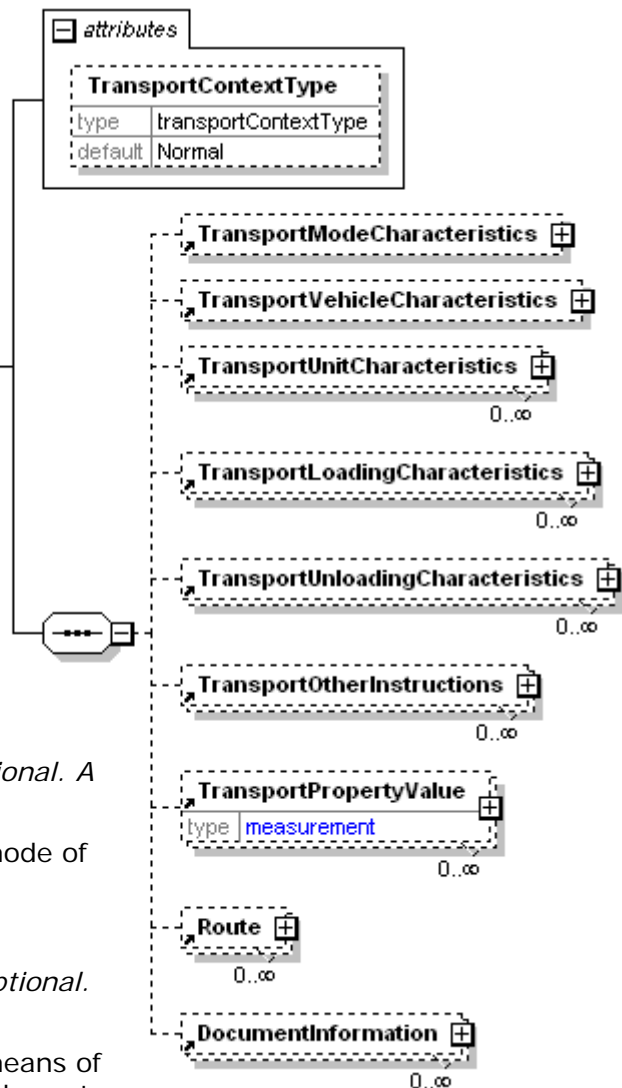 attributes
TransportContextType
type transportContextType
default Normal
TransportModeCharacteristics
TransportVehicleCharacteristics
TransportUnitCharacteristics
0..∞
TransportLoadingCharacteristics
0..∞
TransportUnloadingCharacteristics
0..∞
TransportOtherInstructions
0..∞
ional. A
TransportPropertyValue
type measurement
0..∞
node of
Route
0..∞
ptional.
DocumentInformation
0..∞
neans of